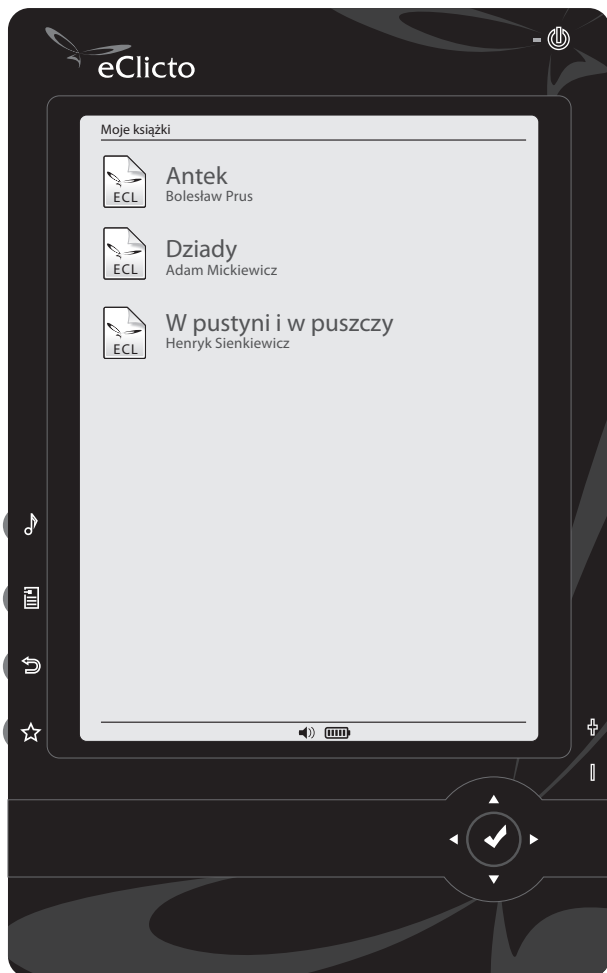 eClicto
Moje książki
ECL
Antek
Bolesław Prus
ECL
Dziady
Adam Mickiewicz
ECL
W pustyni i w puszczy
Henryk Sienkiewicz